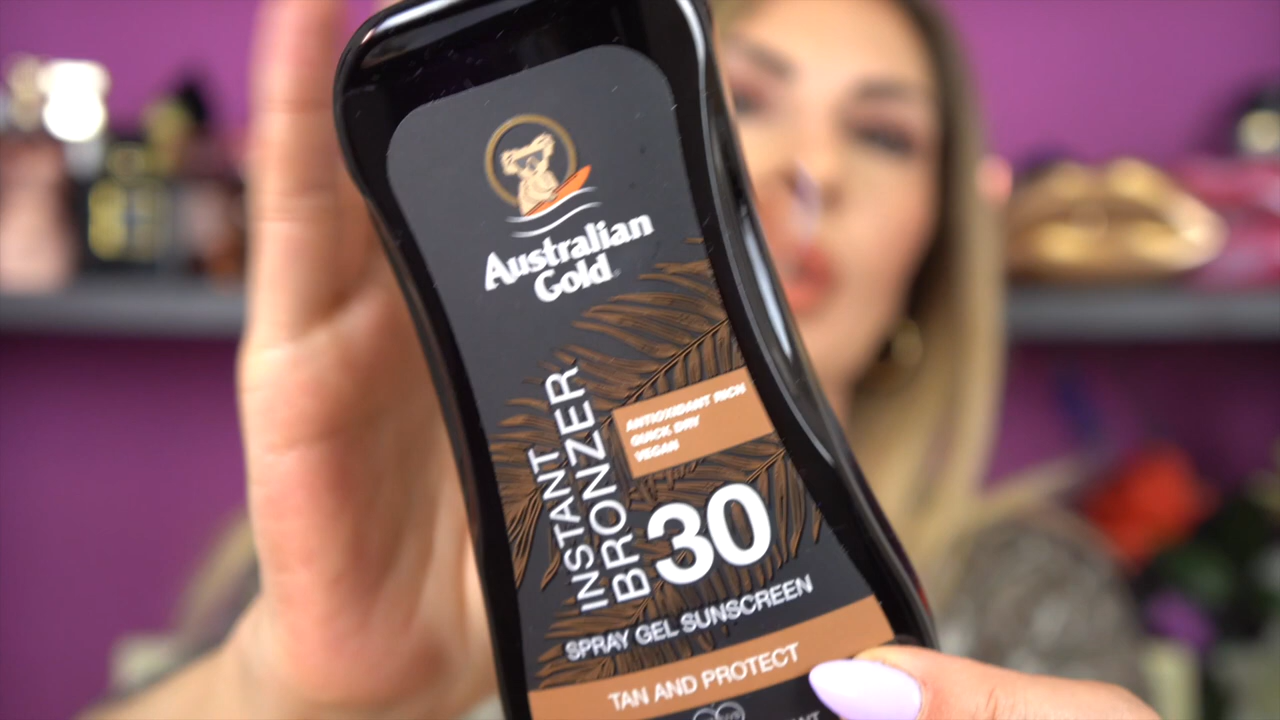 Australian
Gold
INSTANT
BRONZER
ANTIOXIDANT RICH
QUICK DRY
VEGAN
30
SPRAY GEL SUNSCREEN
TAN AND PROTECT